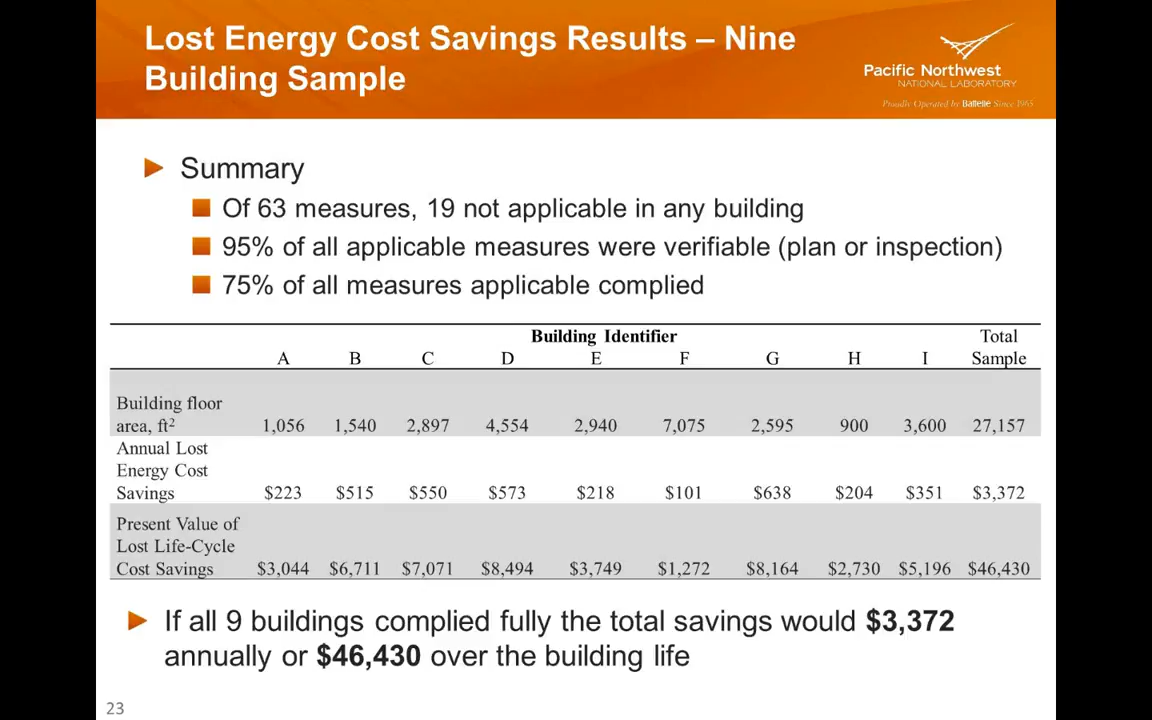 Lost Energy Cost Savings Results – Nine
Building Sample
Pacific Northwest
NATIONAL LABORATORY
Proudly Operated by Battelle Since 1965
Summary
Of 63 measures, 19 not applicable in any building
95% of all applicable measures were verifiable (plan or inspection)
75% of all measures applicable complied
Building Identifier Total
A B C D E F G H I Sample
Building floor
area, ft² 1,056 1,540 2,897 4,554 2,940 7,075 2,595 900 3,600 27,157
Annual Lost
Energy Cost
Savings $223 $515 $550 $573 $218 $101 $638 $204 $351 $3,372
Present Value of
Lost Life-Cycle
Cost Savings $3,044 $6,711 $7,071 $8,494 $3,749 $1,272 $8,164 $2,730 $5,196 $46,430
If all 9 buildings complied fully the total savings would $3,372
annually or $46,430 over the building life
23